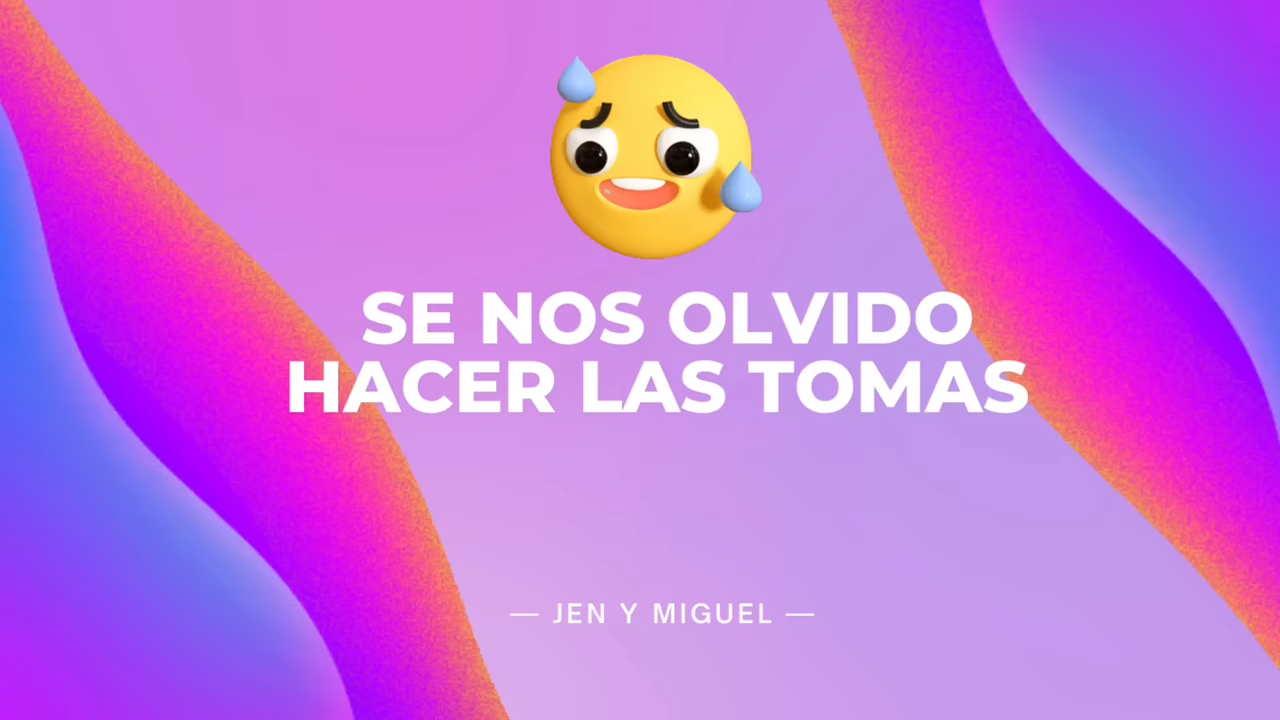 SE NOS OLVIDO
HACER LAS TOMAS
— JEN Y MIGUEL —